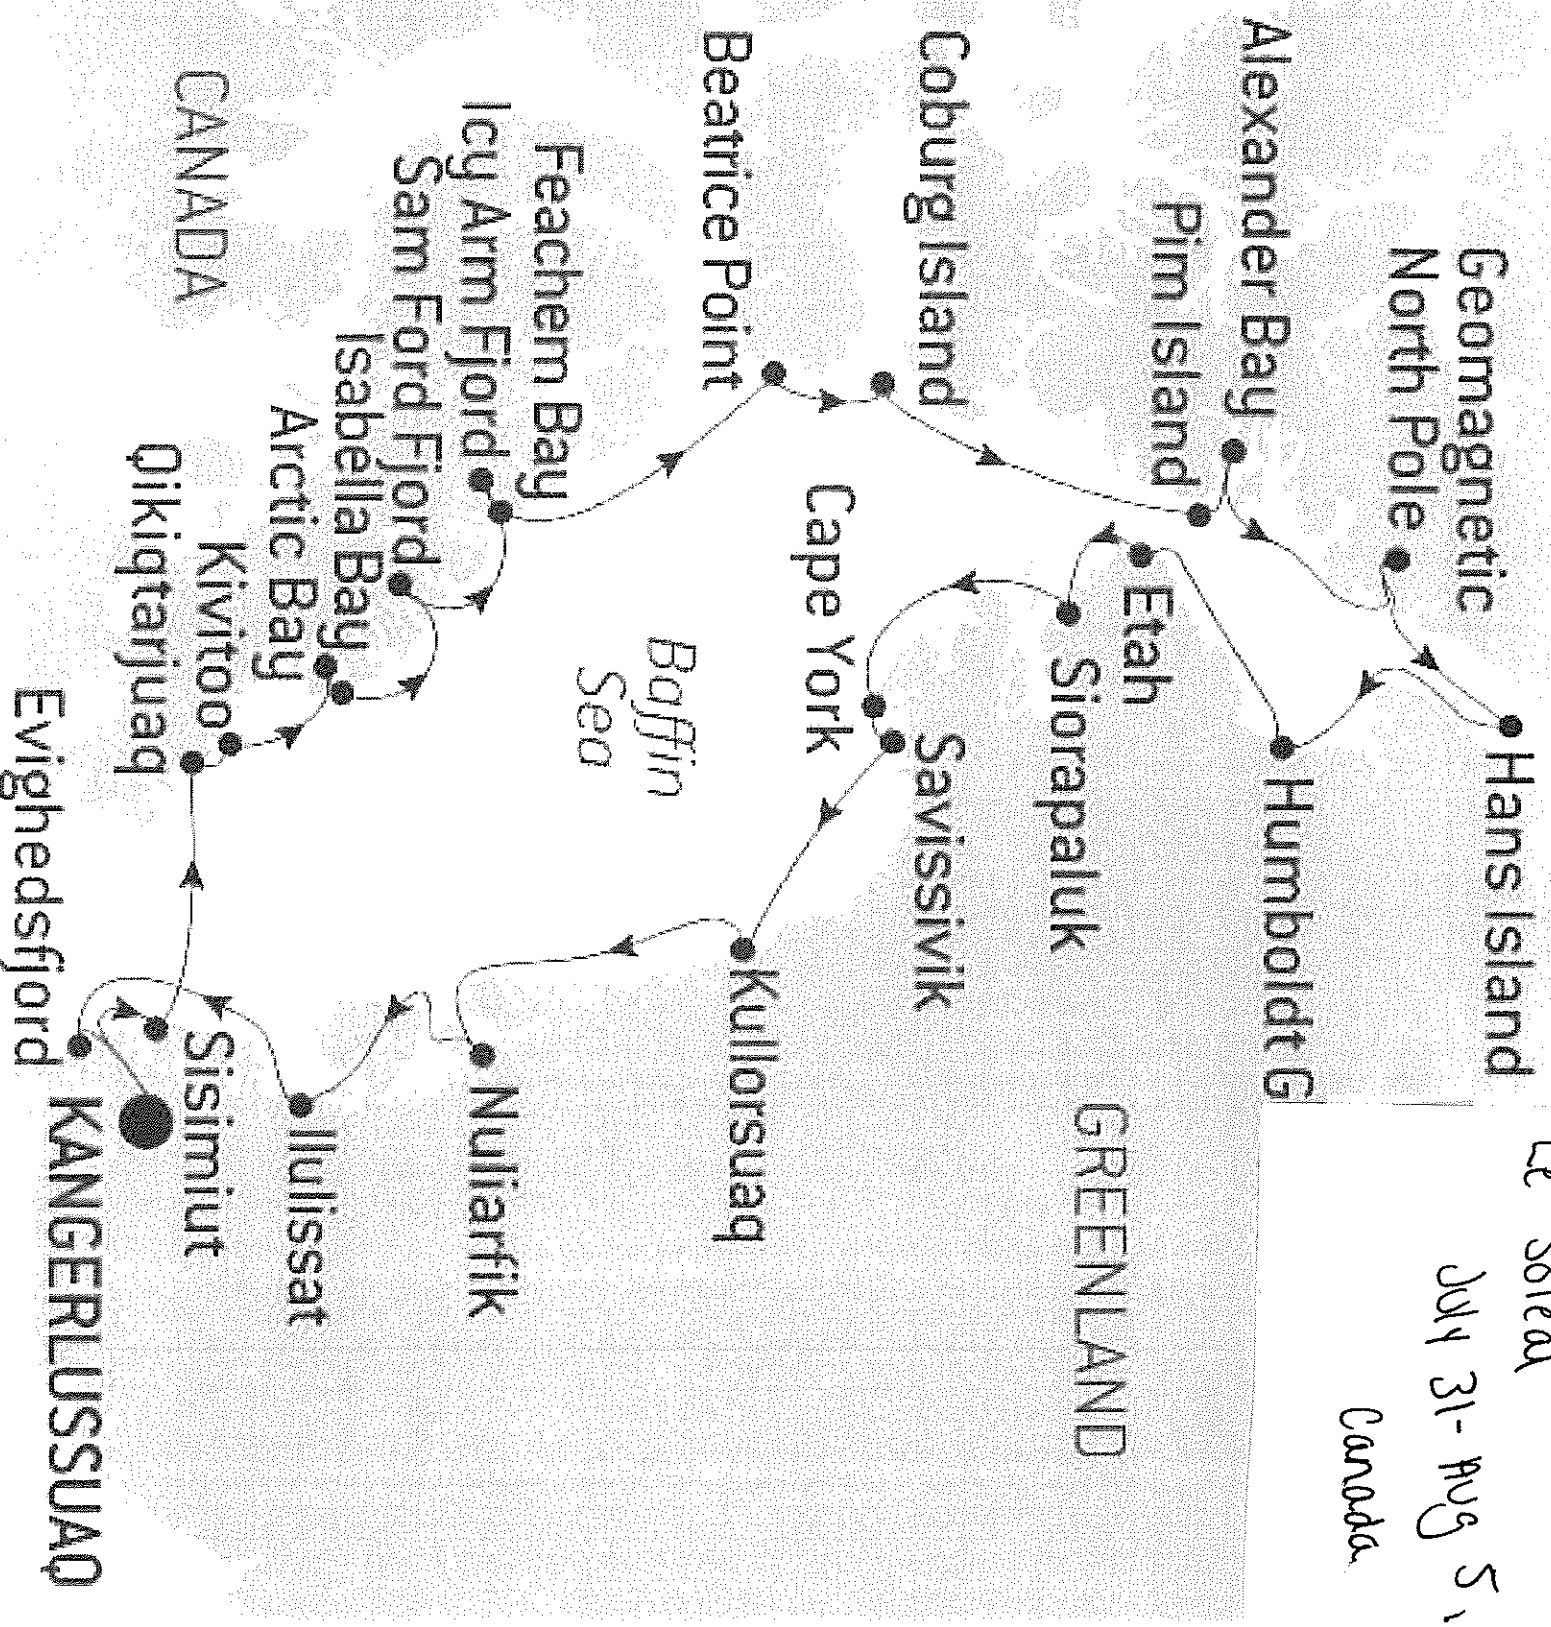 Le Soleal
July 31 - Aug 5,
Canada
Hans Island
Geomagnetic
North Pole
Humboldt G
Alexander Bay
Pim Island
Etah
GREENLAND
Siorapaluk
Coburg Island
Savissivik
Cape York
Beatrice Point
Kullorsuaq
Baffin
Sea
Feachem Bay
Icy Arm Fjord
Nuliarfik
Sam Ford Fjord
Isabella Bay
Ilulissat
Arctic Bay
CANADA
Kivitoo
Sisimiut
Qikiqtarjuaq
KANGERLUSSUAQ
Evighedsfjord